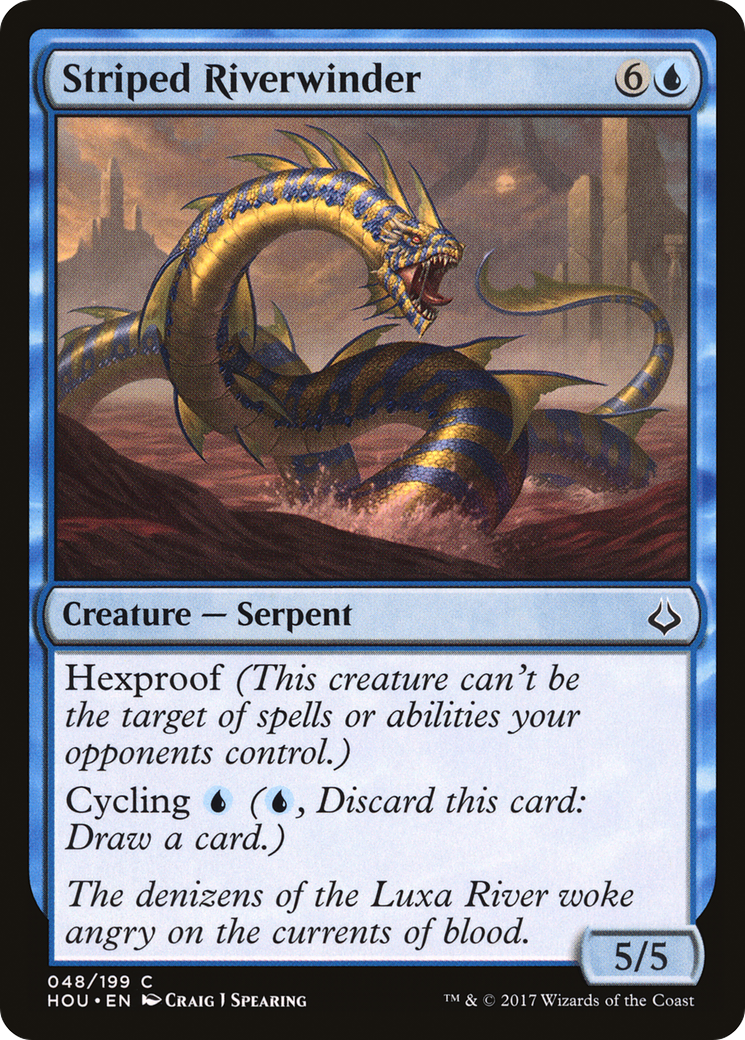 Striped Riverwinder 6
Creature — Serpent
Hexproof (This creature can't be
the target of spells or abilities your
opponents control.)
Cycling (, Discard this card:
Draw a card.)
The denizens of the Luxa River woke
angry on the currents of blood.
5/5
048/199 C
HOU • EN Craig J Spearing ™ & © 2017 Wizards of the Coast